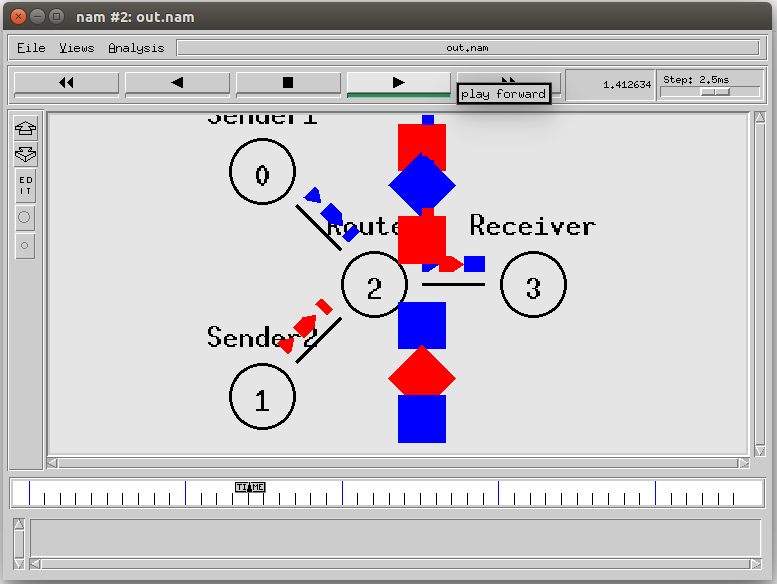 nam #2: out.nam
Eile Views Analysis
out.nam
1.412634
Step: 2.5ms
play forward
ED
IT
Sender1
0
Route
Receiver
2
3
Sender2
1
TIME